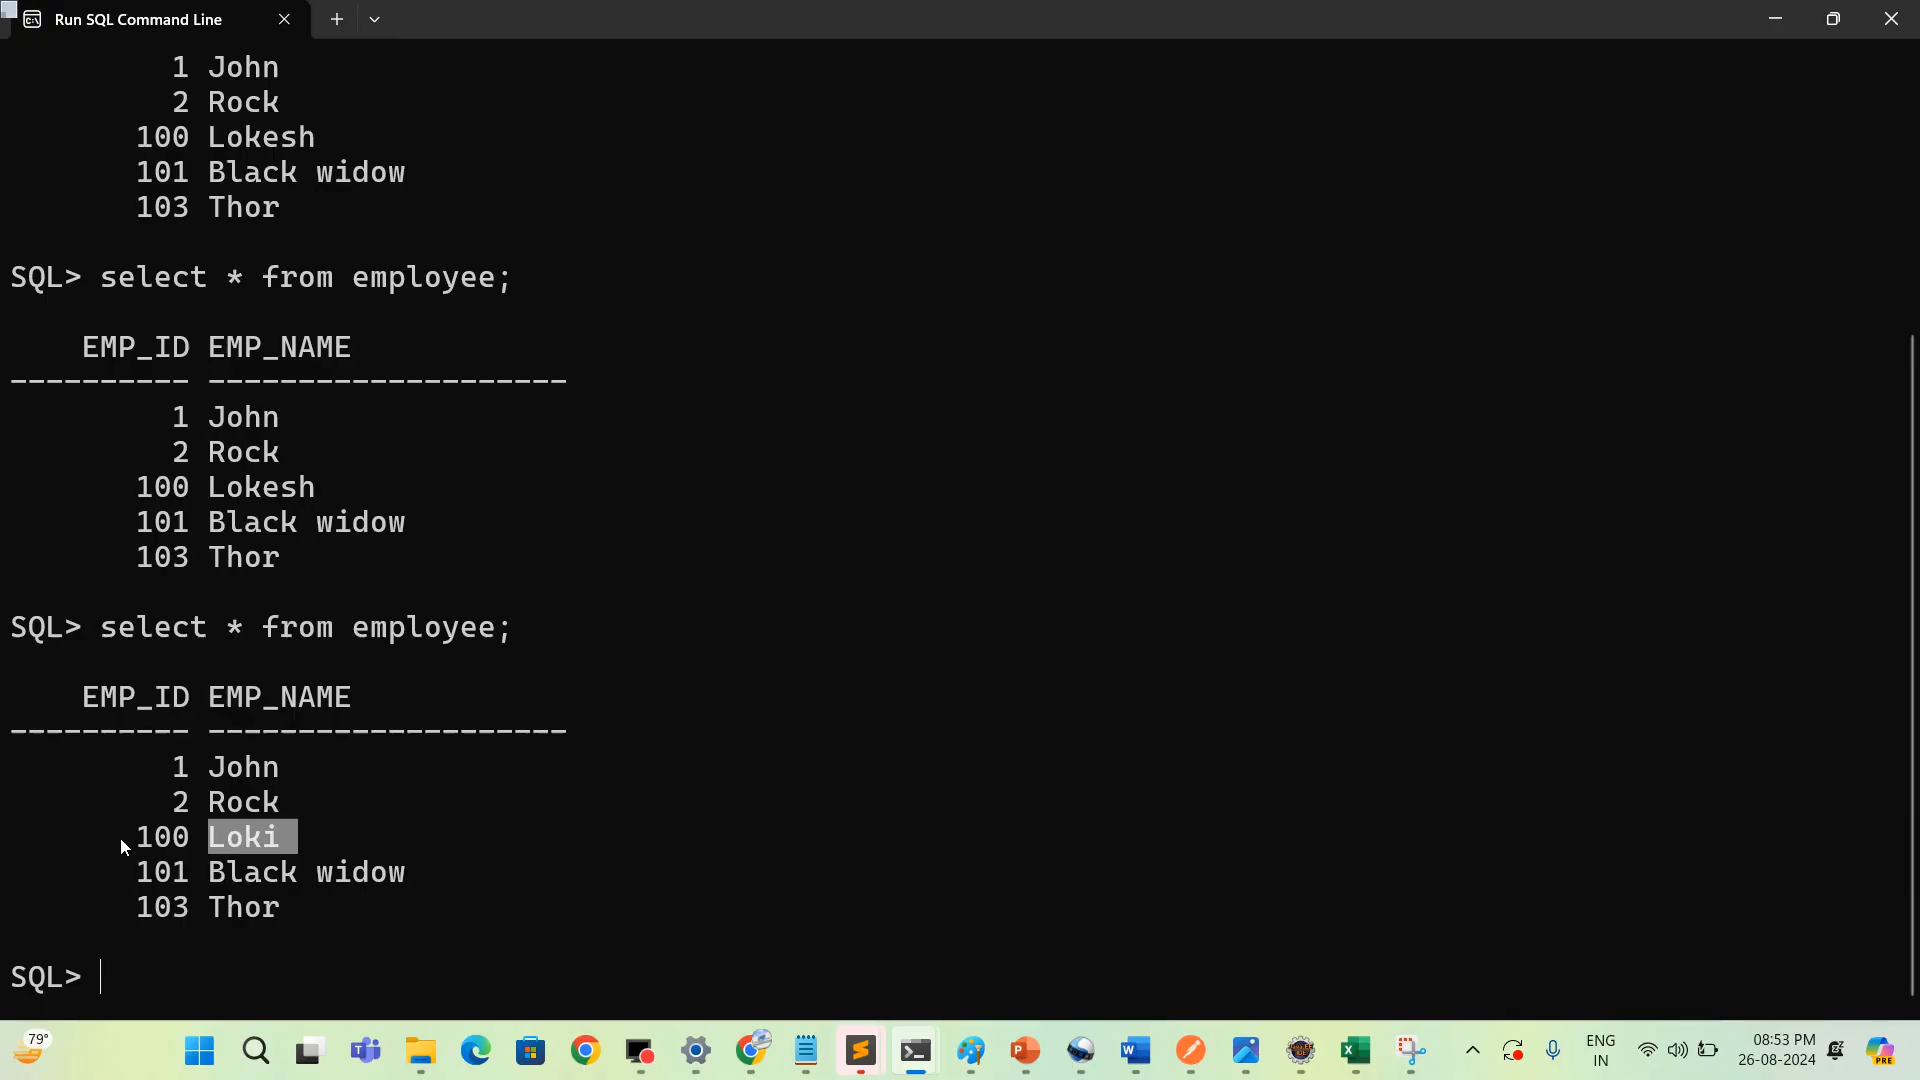 Run SQL Command Line
1 John
2 Rock
100 Lokesh
101 Black widow
103 Thor
SQL> select * from employee;
EMP_ID EMP_NAME
---------- --------------------
1 John
2 Rock
100 Lokesh
101 Black widow
103 Thor
SQL> select * from employee;
EMP_ID EMP_NAME
---------- --------------------
1 John
2 Rock
100 Loki
101 Black widow
103 Thor
SQL>
79°
ENG
IN
08:53 PM
26-08-2024
PRE